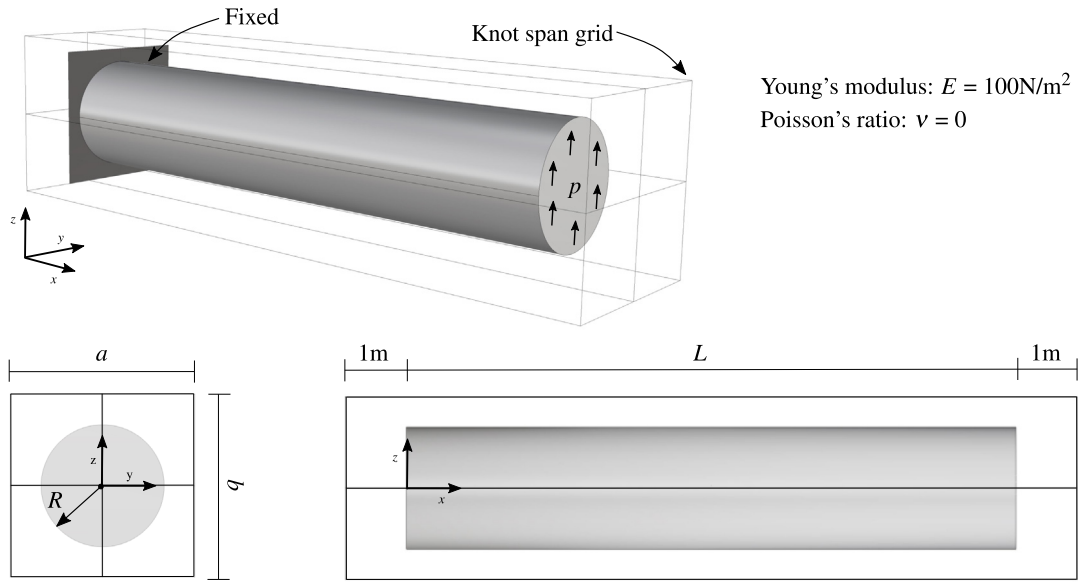 Fixed
Knot span grid
Young's modulus: E = 100N/m²
Poisson's ratio: ν = 0
p
z
y
x
a
1m
L
1m
z
y
R
b
z
x